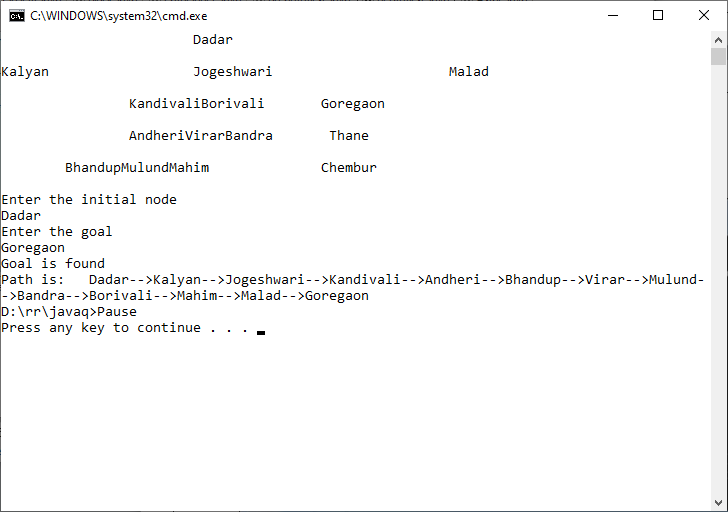 C:\WINDOWS\system32\cmd.exe
Dadar
Kalyan Jogeshwari Malad
KandivaliBorivali Goregaon
AndheriVirarBandra Thane
BhandupMulundMahim Chembur
Enter the initial node
Dadar
Enter the goal
Goregaon
Goal is found
Path is: Dadar-->Kalyan-->Jogeshwari-->Kandivali-->Andheri-->Bhandup-->Virar-->Mulund-
->Bandra-->Borivali-->Mahim-->Malad-->Goregaon
D:\rr\javaq>Pause
Press any key to continue . . .